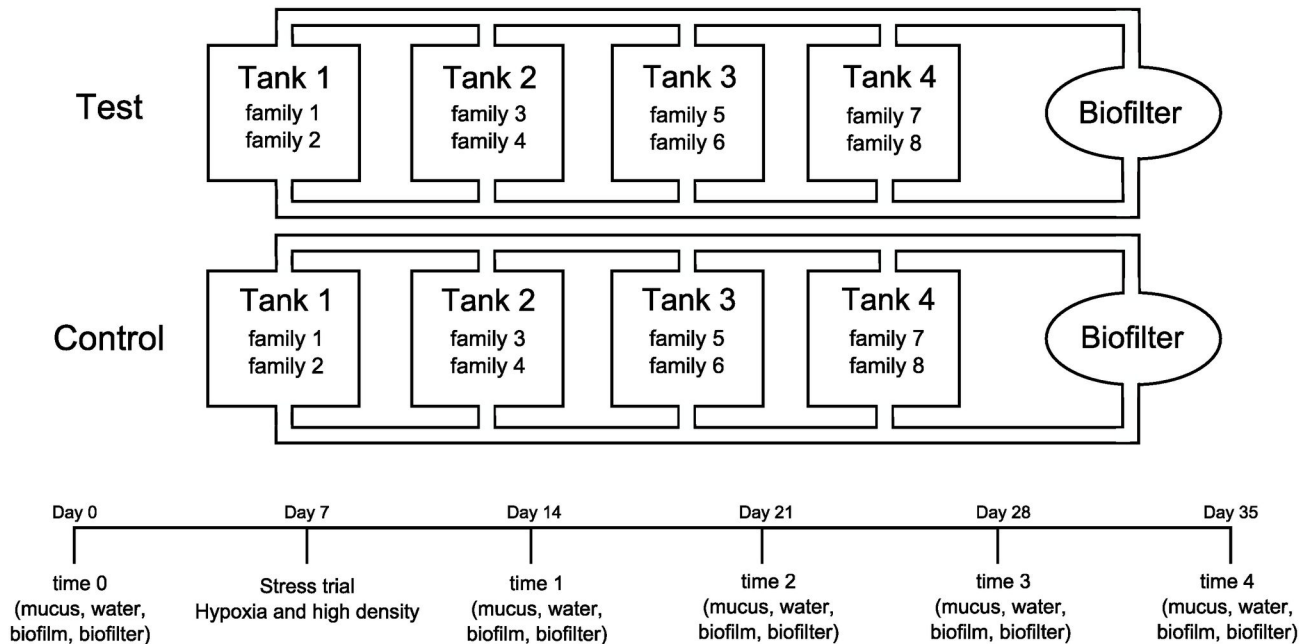 Test
Tank 1
family 1
family 2
Tank 2
family 3
family 4
Tank 3
family 5
family 6
Tank 4
family 7
family 8
Biofilter
Control
Tank 1
family 1
family 2
Tank 2
family 3
family 4
Tank 3
family 5
family 6
Tank 4
family 7
family 8
Biofilter
Day 0
time 0
(mucus, water,
biofilm, biofilter)
Day 7
Stress trial
Hypoxia and high density
Day 14
time 1
(mucus, water,
biofilm, biofilter)
Day 21
time 2
(mucus, water,
biofilm, biofilter)
Day 28
time 3
(mucus, water,
biofilm, biofilter)
Day 35
time 4
(mucus, water,
biofilm, biofilter)